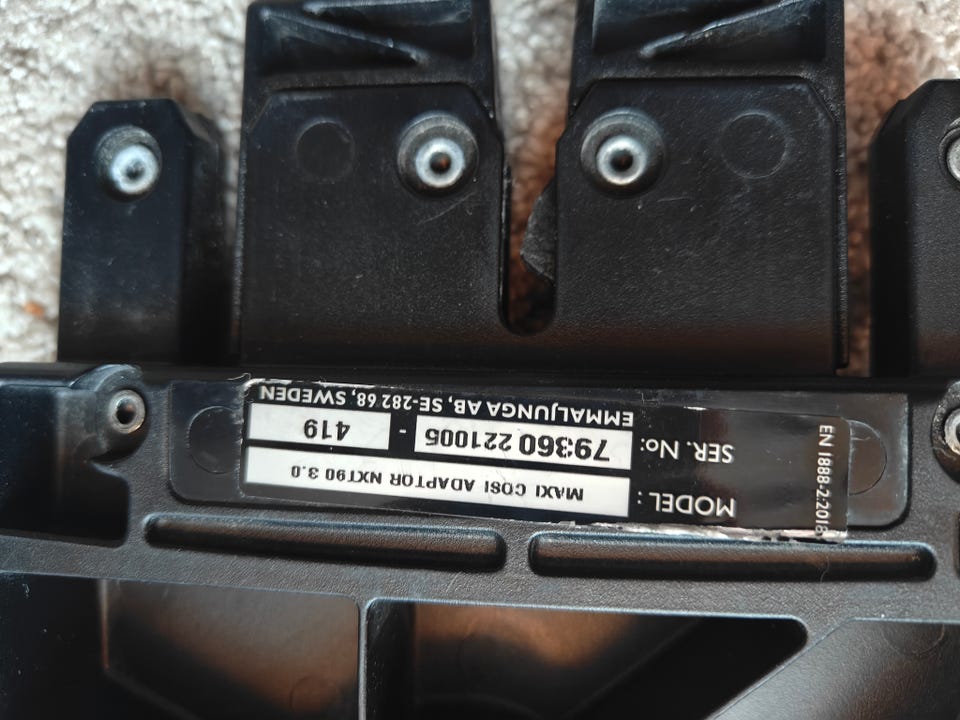 MODEL: MAXI COSI ADAPTOR NXT90 3.0
SER. No: 79360 221005 - 419
EMMALJUNGA AB, SE-282 68, SWEDEN
EN 1888-2:2018